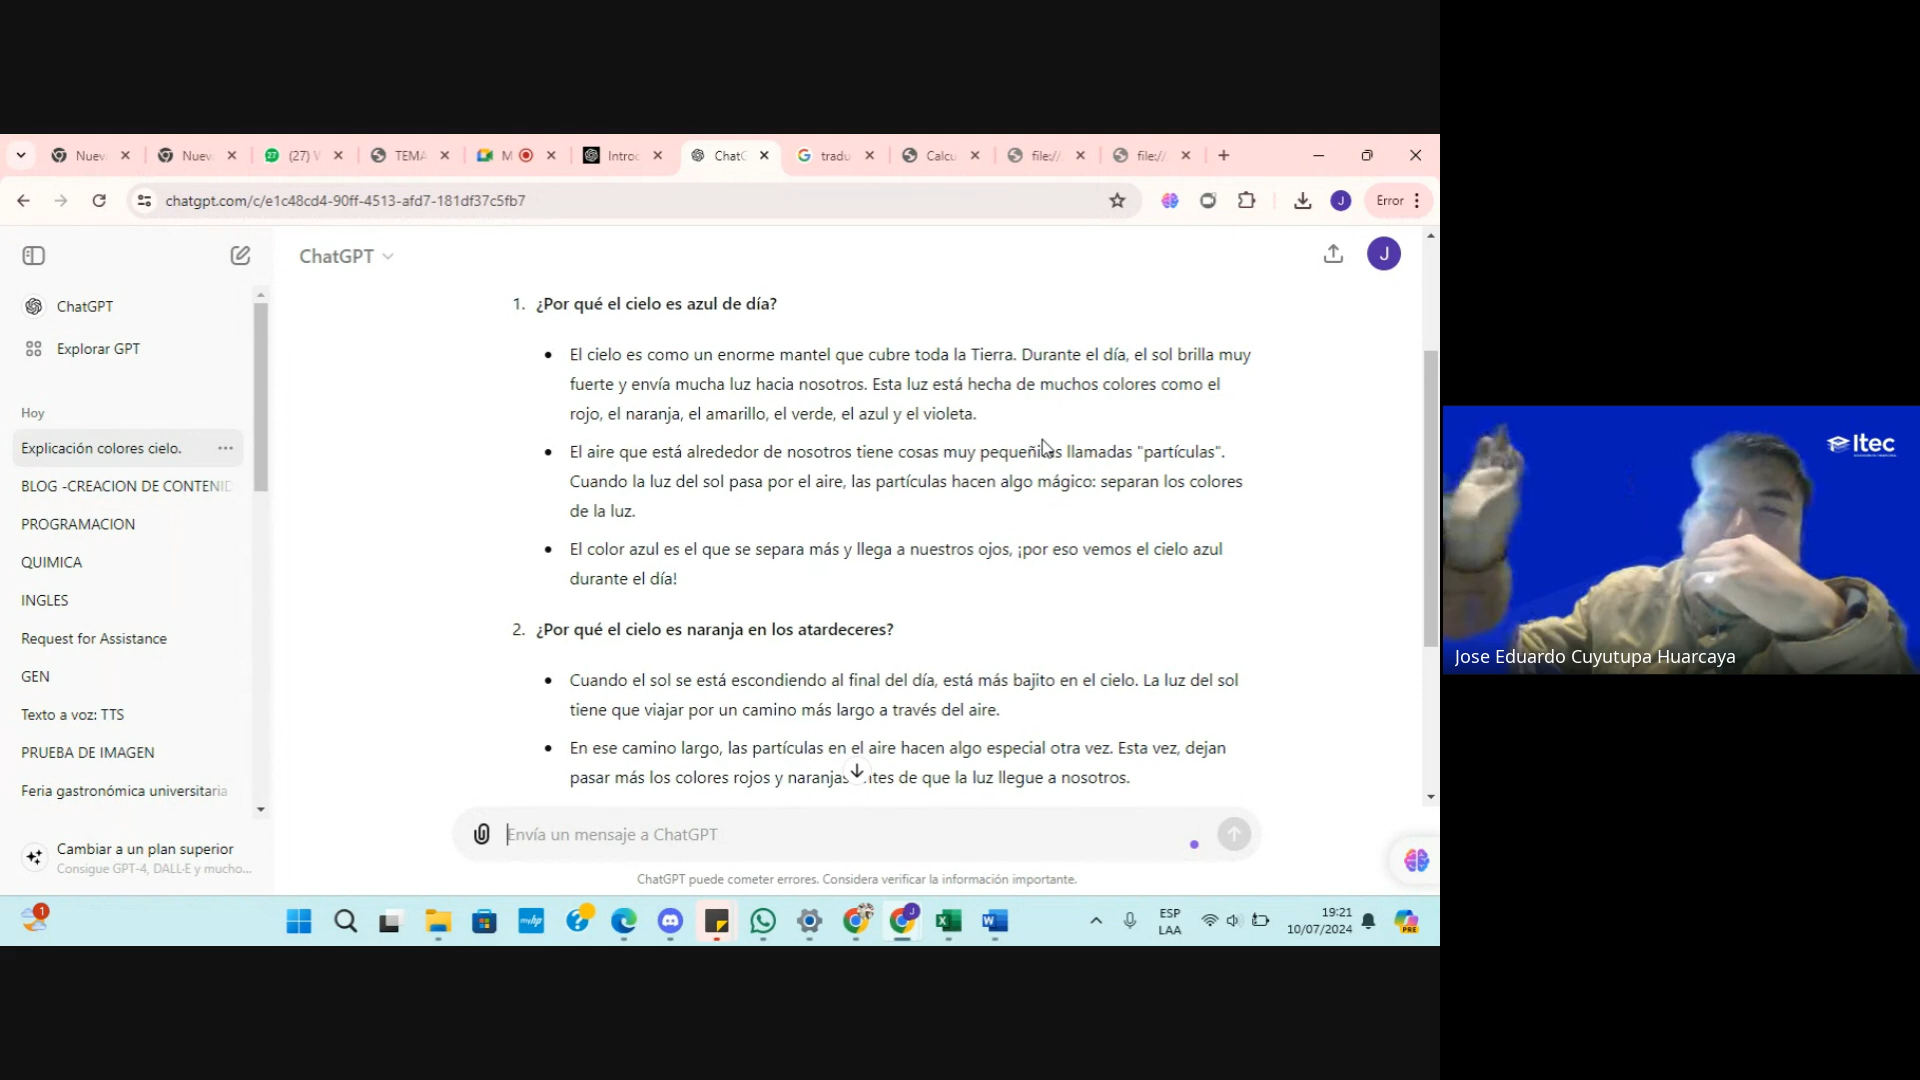 Nuev
Nuev
(27) V
TEMA
M
Introc
ChatG
tradu
Calcu
file://
file://
chatgpt.com/c/e1c48cd4-90ff-4513-afd7-181df37c5fb7
J
Error
ChatGPT
J
ChatGPT
Explorar GPT
Hoy
Explicación colores cielo.
BLOG -CREACION DE CONTENID
PROGRAMACION
QUIMICA
INGLES
Request for Assistance
GEN
Texto a voz: TTS
PRUEBA DE IMAGEN
Feria gastronómica universitaria
Cambiar a un plan superior
Consigue GPT-4, DALL·E y mucho...
1. ¿Por qué el cielo es azul de día?
• El cielo es como un enorme mantel que cubre toda la Tierra. Durante el día, el sol brilla muy
fuerte y envía mucha luz hacia nosotros. Esta luz está hecha de muchos colores como el
rojo, el naranja, el amarillo, el verde, el azul y el violeta.
• El aire que está alrededor de nosotros tiene cosas muy pequeñitas llamadas "partículas".
Cuando la luz del sol pasa por el aire, las partículas hacen algo mágico: separan los colores
de la luz.
• El color azul es el que se separa más y llega a nuestros ojos, ¡por eso vemos el cielo azul
durante el día!
2. ¿Por qué el cielo es naranja en los atardeceres?
• Cuando el sol se está escondiendo al final del día, está más bajito en el cielo. La luz del sol
tiene que viajar por un camino más largo a través del aire.
• En ese camino largo, las partículas en el aire hacen algo especial otra vez. Esta vez, dejan
pasar más los colores rojos y naranjas antes de que la luz llegue a nosotros.
Envía un mensaje a ChatGPT
ChatGPT puede cometer errores. Considera verificar la información importante.
1
myhp
J
ESP
LAA
19:21
10/07/2024
PRE
Itec
Jose Eduardo Cuyutupa Huarcaya